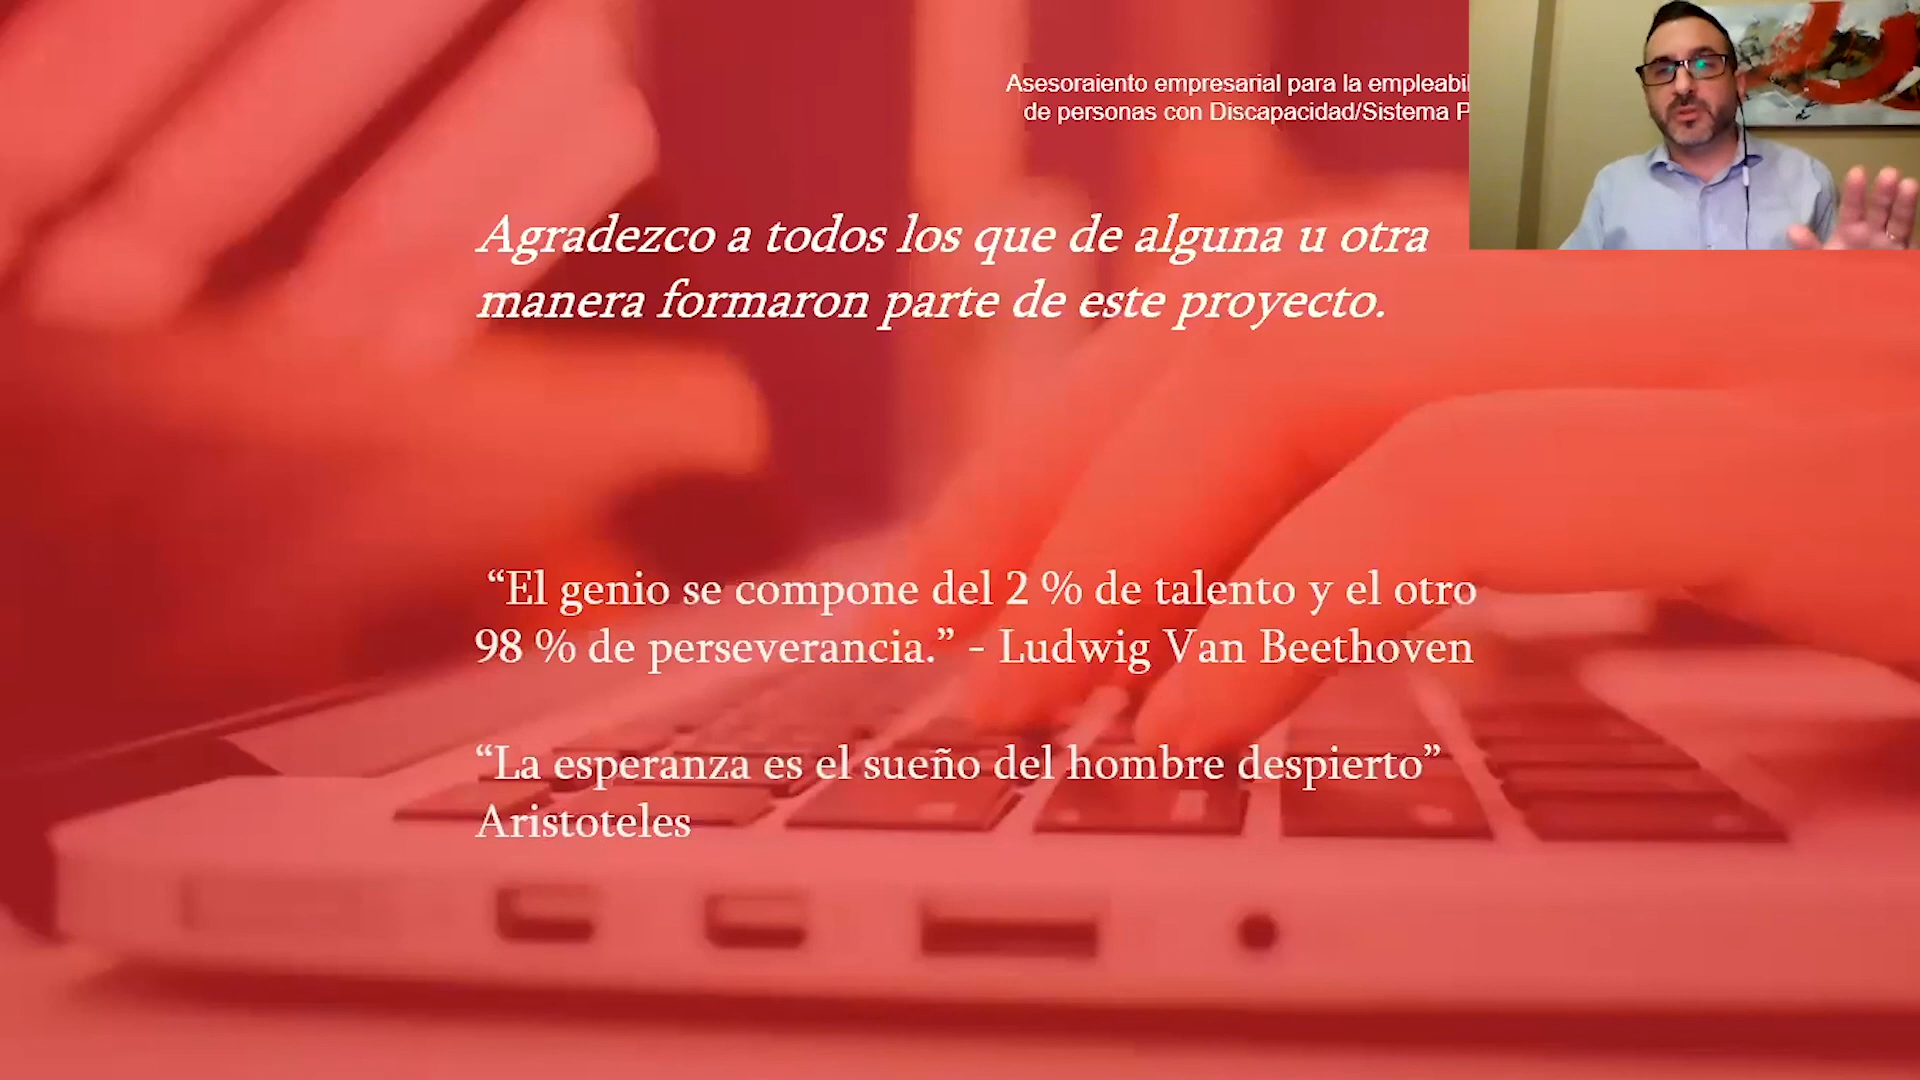 Asesoraiento empresarial para la
de personas con Discapacidad/Sistema
Agradezco a todos los que de alguna u otra
manera formaron parte de este proyecto.
“El genio se compone del 2 % de talento y el otro
98 % de perseverancia.” - Ludwig Van Beethoven
“La esperanza es el sueño del hombre despierto”
Aristoteles